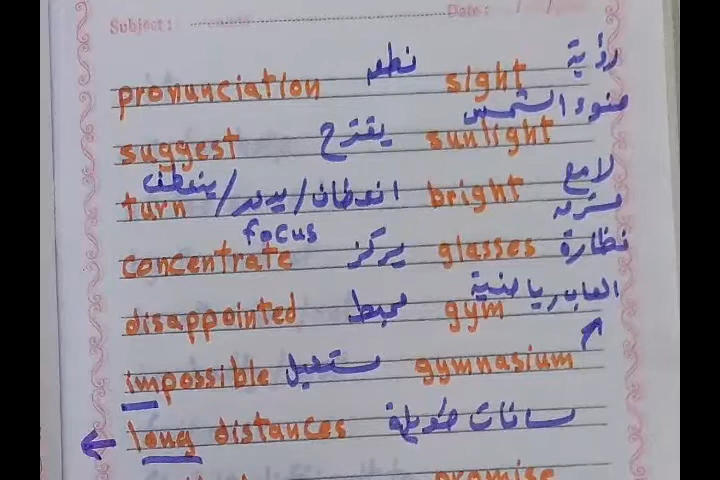 Subject : Date : / /
pronunciation نطق sight رؤية
suggest يقترح sunlight ضوء الشمس
turn انعطاف / يدور / ينعطف bright لامع مشرق
focus
concentrate يركز glasses نظارة
disappointed محبط gym العاب رياضية
impossible مستحيل gymnasium
long distances مسافات طويلة
promise